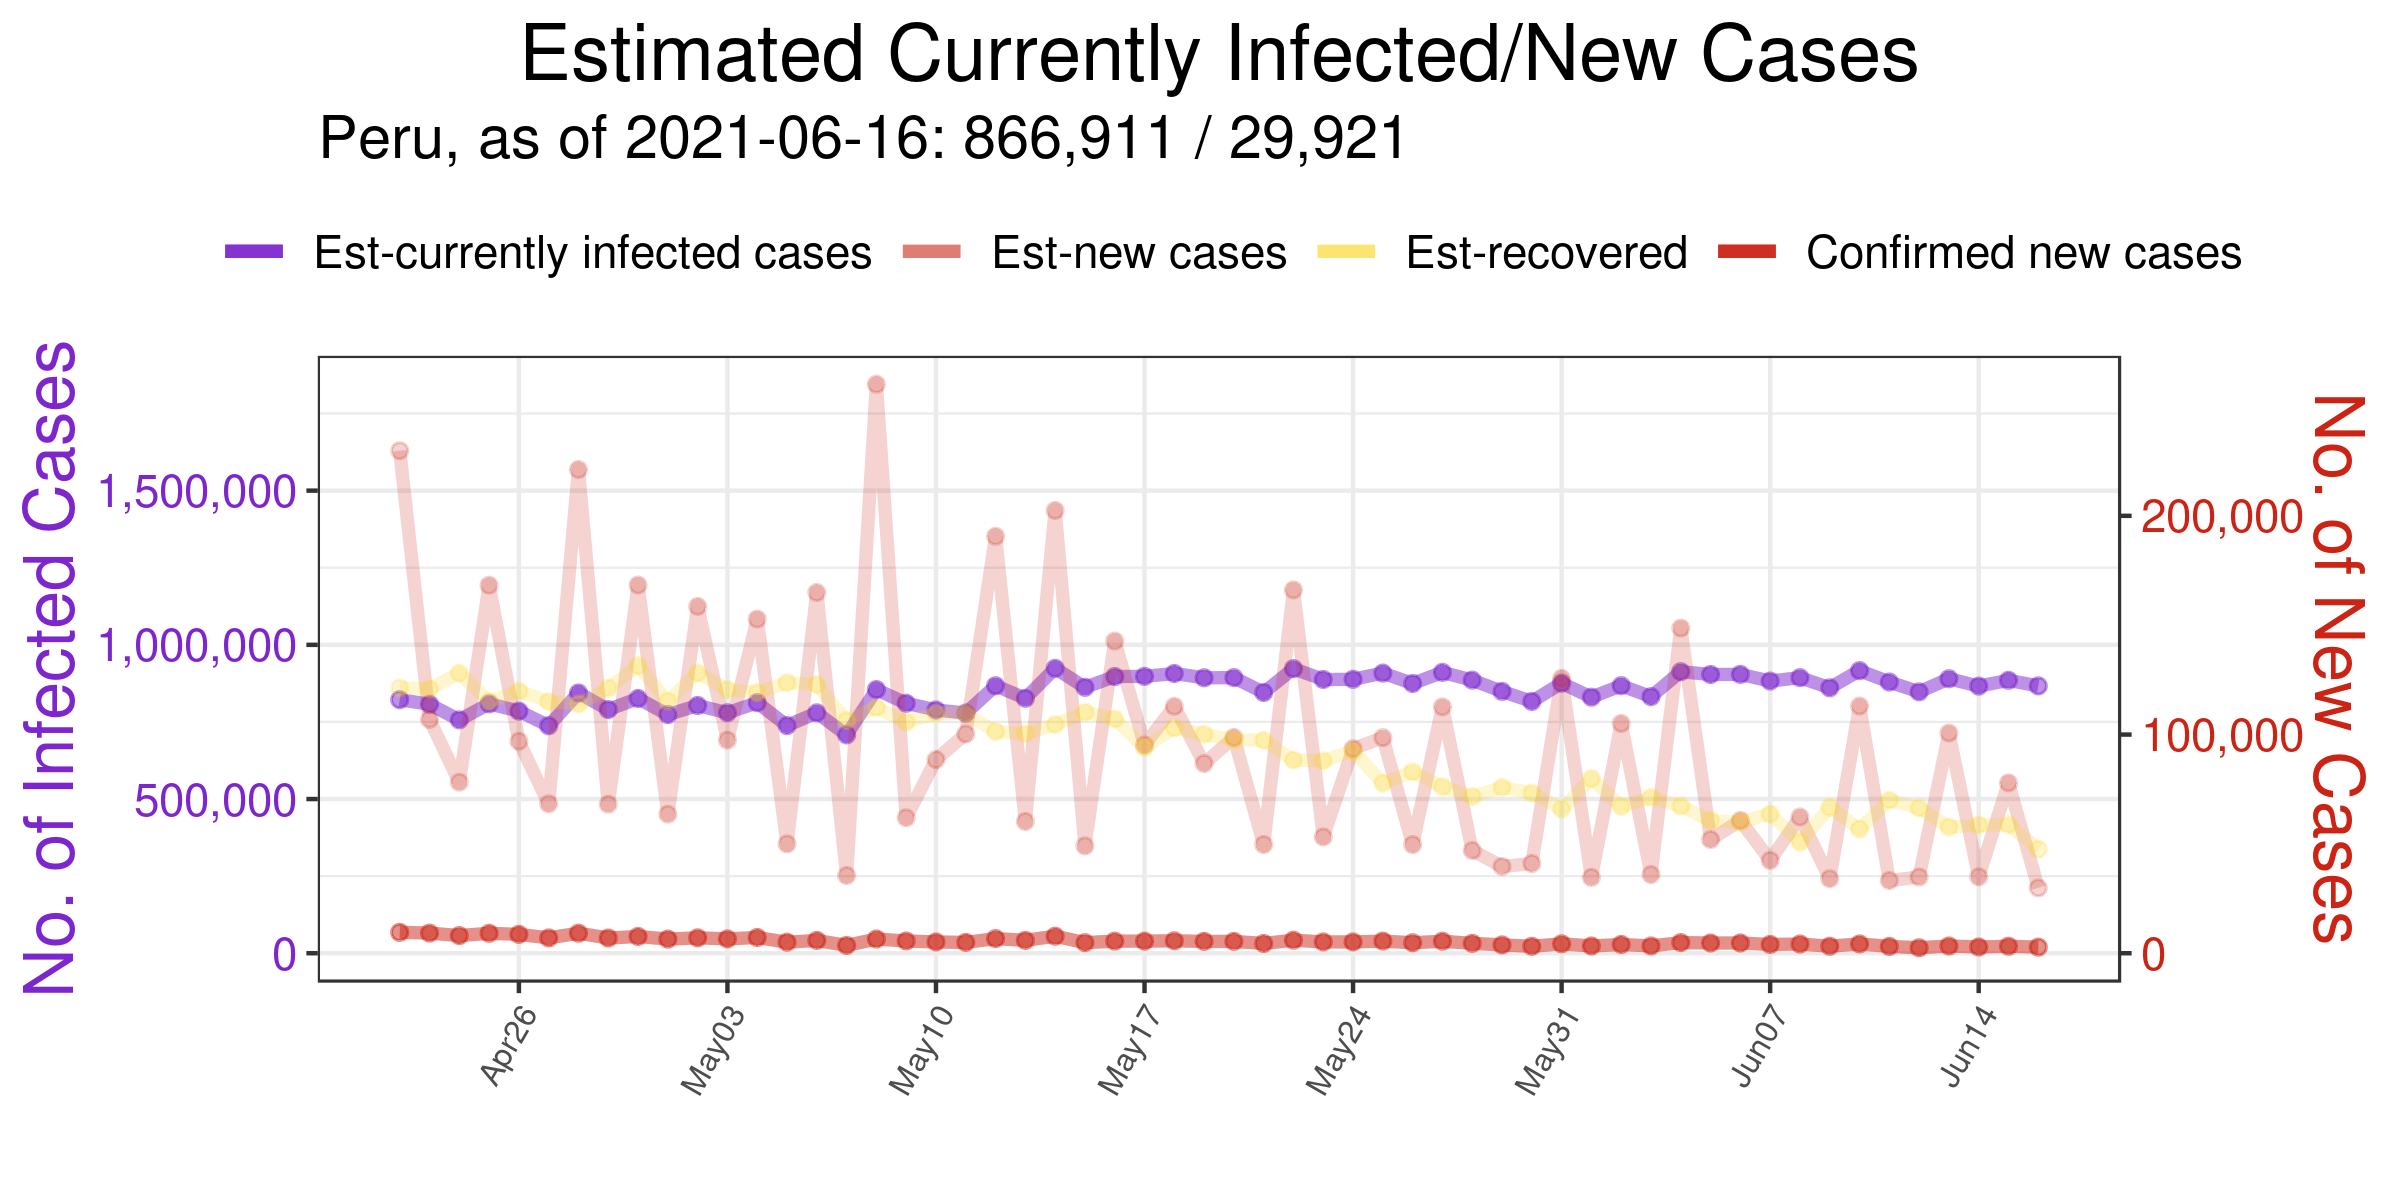 Estimated Currently Infected/New Cases
Peru, as of 2021-06-16: 866,911 / 29,921
Est-currently infected cases Est-new cases Est-recovered Confirmed new cases
No. of Infected Cases
1,500,000
1,000,000
500,000
0
200,000
100,000
0
No. of New Cases
Apr26 May03 May10 May17 May24 May31 Jun07 Jun14